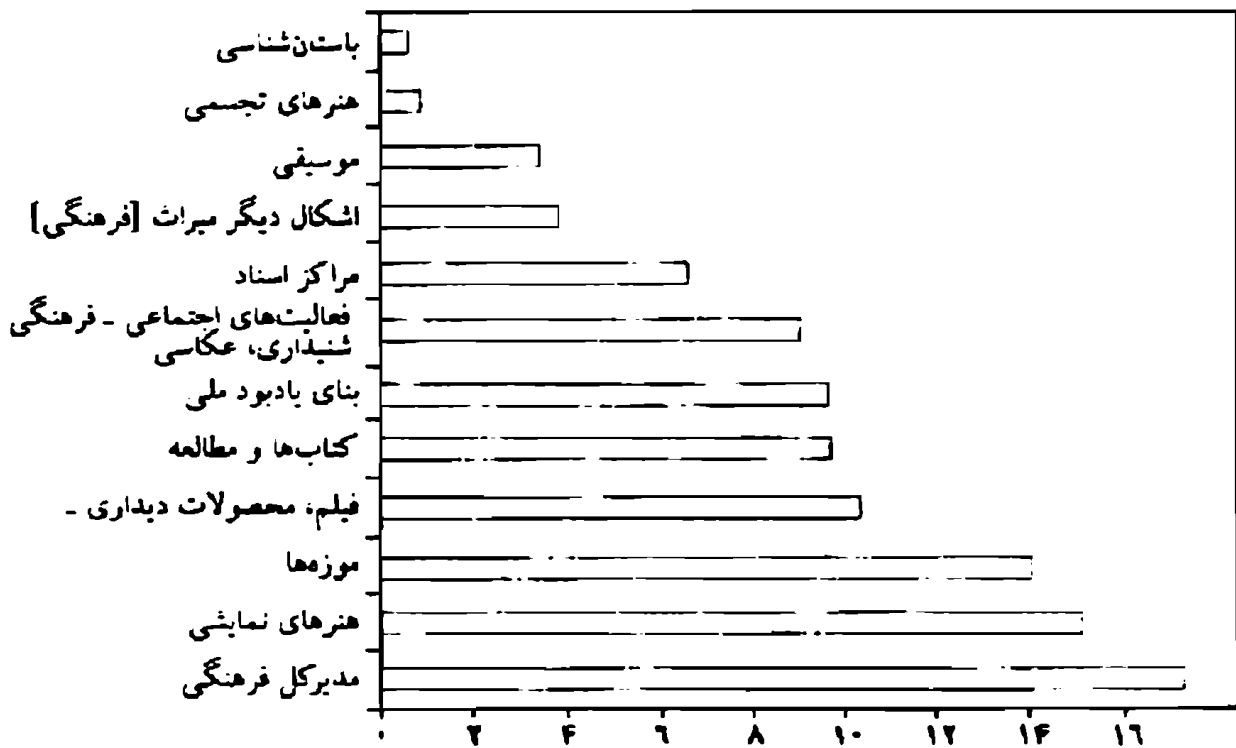 باستان‌شناسی
هنرهای تجسمی
موسیقی
اشکال دیگر میراث [فرهنگی]
مراکز اسناد
فعالیت‌های اجتماعی ـ فرهنگی
شنیداری، عکاسی
بنای یادبود ملی
کتاب‌ها و مطالعه
فیلم، محصولات دیداری ـ
موزه‌ها
هنرهای نمایشی
مدیرکل فرهنگی
۰ ۲ ۴ ۶ ۸ ۱۰ ۱۲ ۱۴ ۱۶